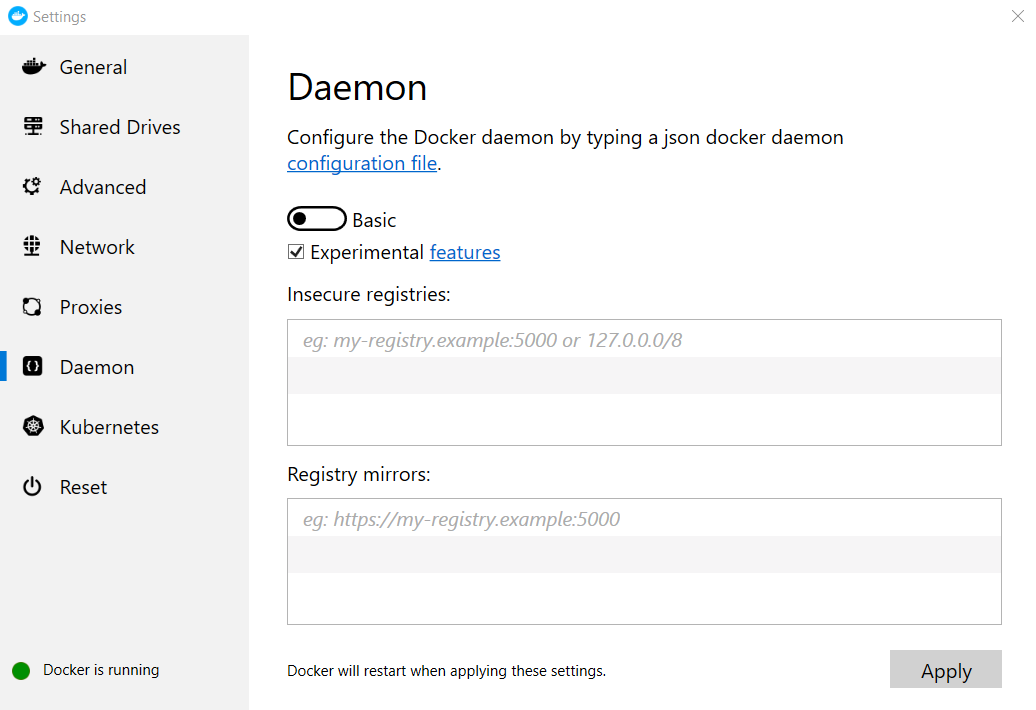 Settings
General
Shared Drives
Advanced
Network
Proxies
Daemon
Kubernetes
Reset
Docker is running
Daemon
Configure the Docker daemon by typing a json docker daemon
configuration file.
Basic
Experimental features
Insecure registries:
eg: my-registry.example:5000 or 127.0.0.0/8
Registry mirrors:
eg: https://my-registry.example:5000
Docker will restart when applying these settings.
Apply